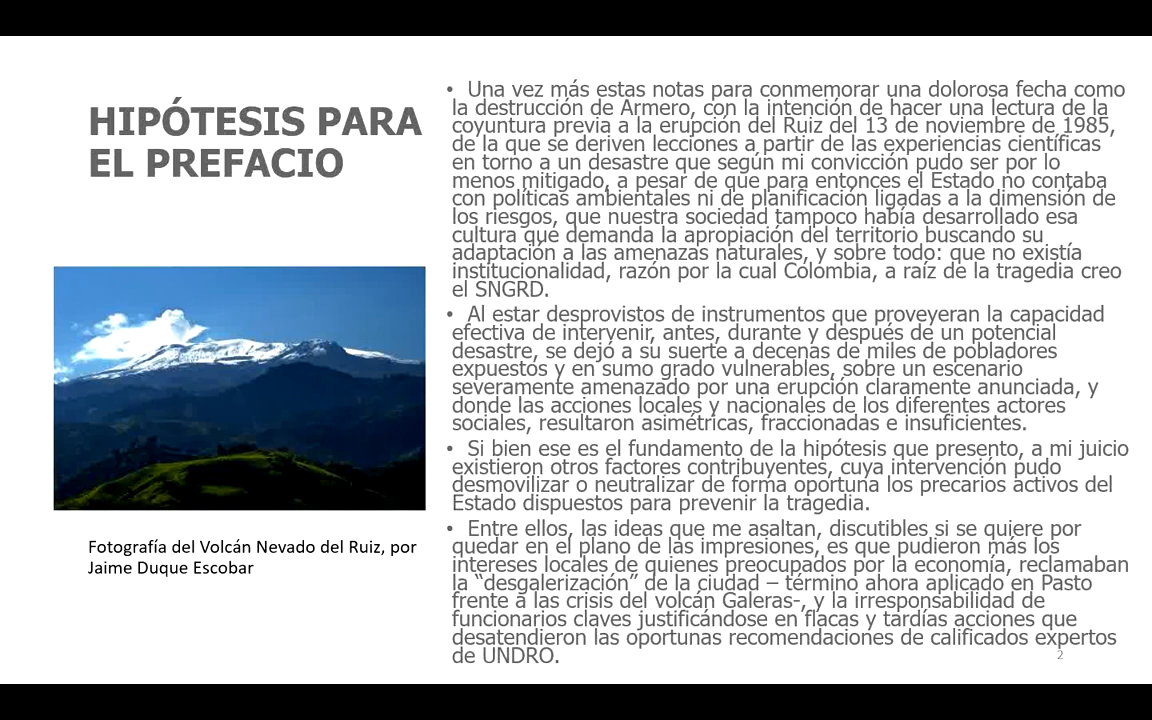 HIPÓTESIS PARA
EL PREFACIO
Fotografía del Volcán Nevado del Ruiz, por
Jaime Duque Escobar
• Una vez más estas notas para conmemorar una dolorosa fecha como
la destrucción de Armero, con la intención de hacer una lectura de la
coyuntura previa a la erupción del Ruiz del 13 de noviembre de 1985,
de la que se deriven lecciones a partir de las experiencias científicas
en torno a un desastre que según mi convicción pudo ser por lo
menos mitigado, a pesar de que para entonces el Estado no contaba
con políticas ambientales ni de planificación ligadas a la dimensión de
los riesgos, que nuestra sociedad tampoco había desarrollado esa
cultura que demanda la apropiación del territorio buscando su
adaptación a las amenazas naturales, y sobre todo: que no existía
institucionalidad, razón por la cual Colombia, a raíz de la tragedia creo
el SNGRD.
• Al estar desprovistos de instrumentos que proveyeran la capacidad
efectiva de intervenir, antes, durante y después de un potencial
desastre, se dejó a su suerte a decenas de miles de pobladores
expuestos y en sumo grado vulnerables, sobre un escenario
severamente amenazado por una erupción claramente anunciada, y
donde las acciones locales y nacionales de los diferentes actores
sociales, resultaron asimétricas, fraccionadas e insuficientes.
• Si bien ese es el fundamento de la hipótesis que presento, a mi juicio
existieron otros factores contribuyentes, cuya intervención pudo
desmovilizar o neutralizar de forma oportuna los precarios activos del
Estado dispuestos para prevenir la tragedia.
• Entre ellos, las ideas que me asaltan, discutibles si se quiere por
quedar en el plano de las impresiones, es que pudieron más los
intereses locales de quienes preocupados por la economía, reclamaban
la “desgalerización” de la ciudad – término ahora aplicado en Pasto
frente a las crisis del volcán Galeras-, y la irresponsabilidad de
funcionarios claves justificándose en flacas y tardías acciones que
desatendieron las oportunas recomendaciones de calificados expertos
de UNDRO.
2